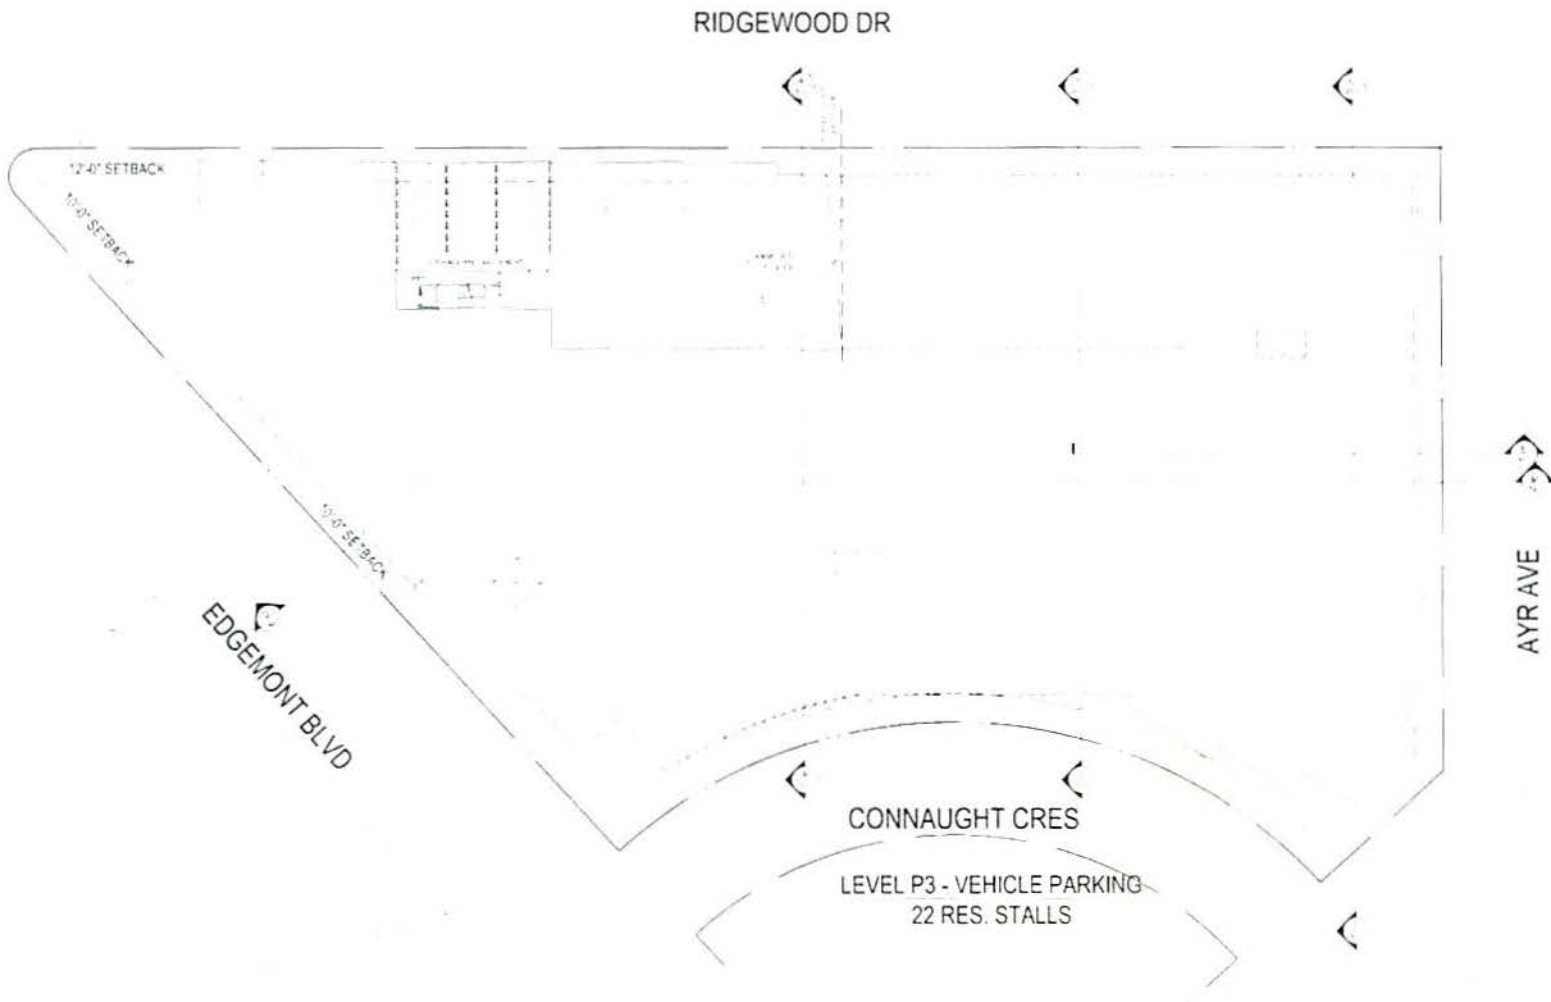 RIDGEWOOD DR
12'-0" SETBACK
10'-0" SETBACK
10'-0" SETBACK
EDGEMONT BLVD
AYR AVE
CONNAUGHT CRES
LEVEL P3 - VEHICLE PARKING
22 RES. STALLS